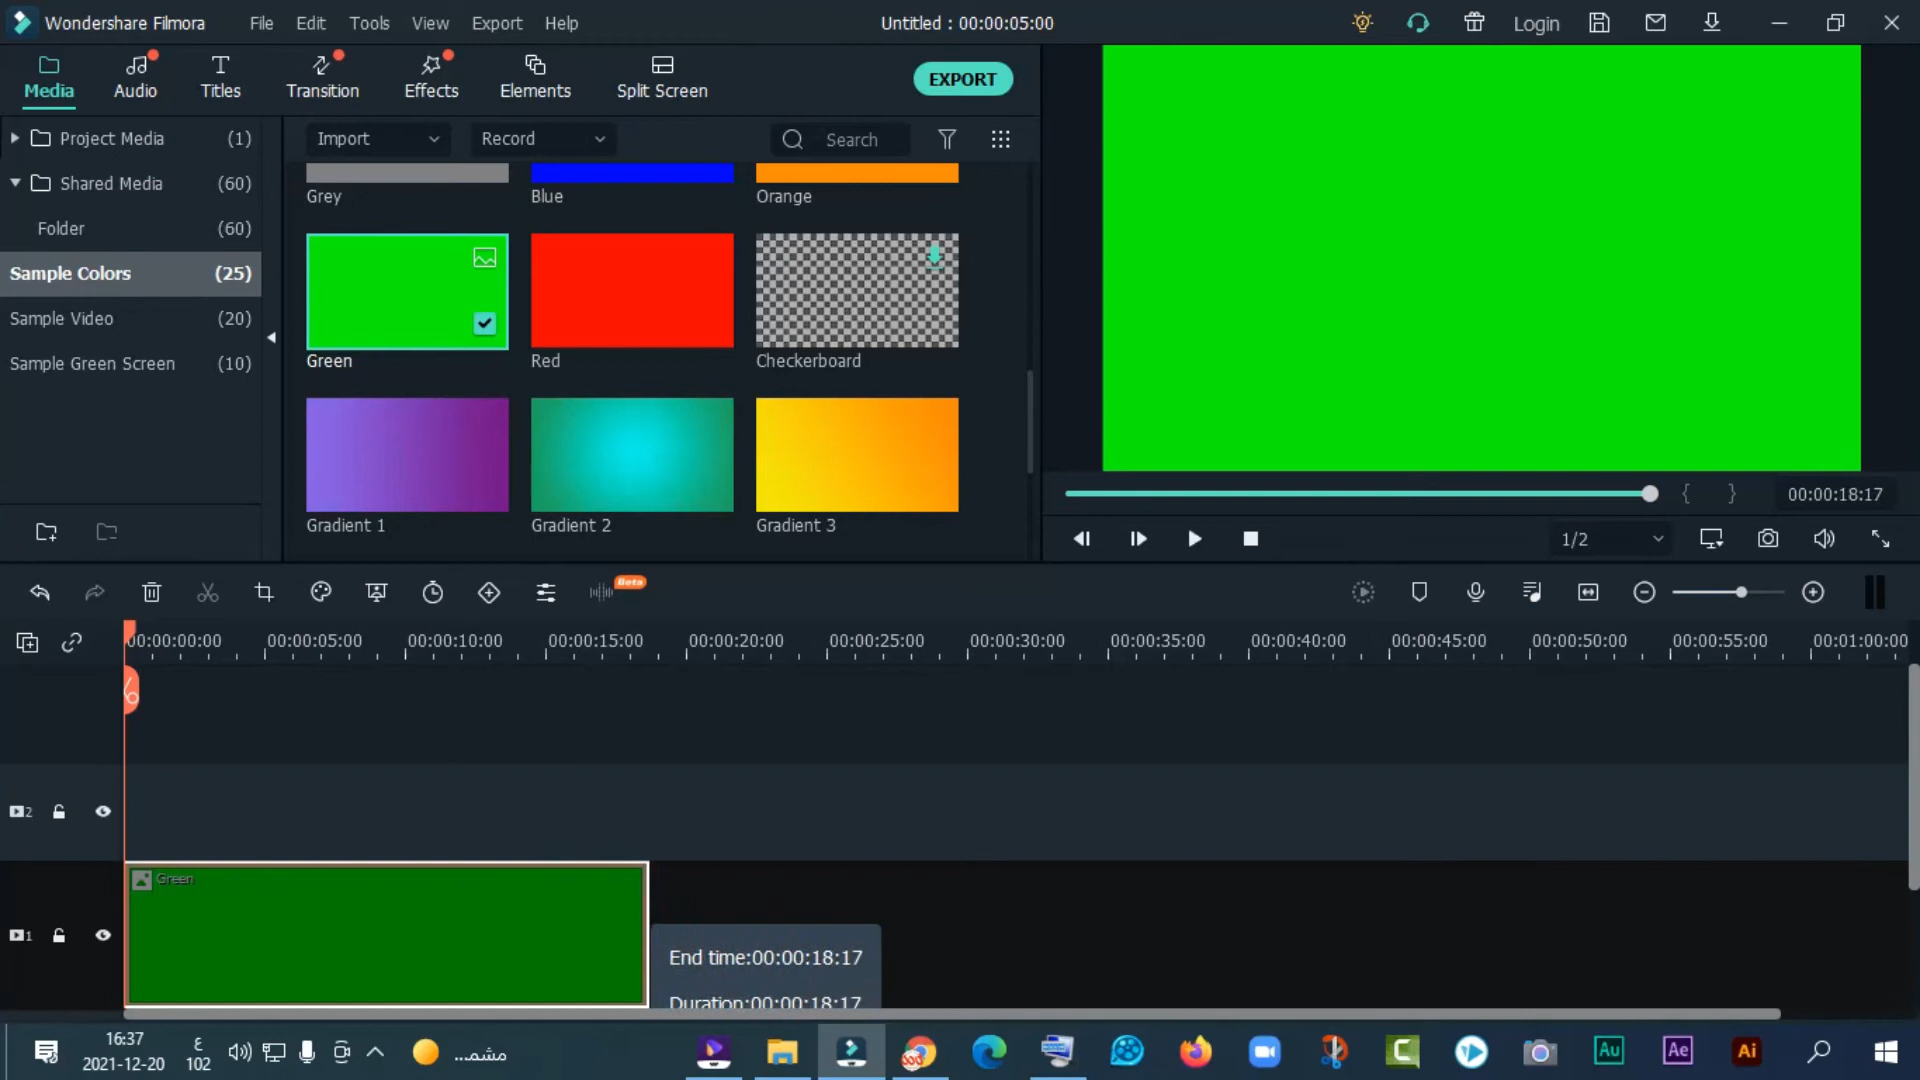 Wondershare Filmora
File Edit Tools View Export Help
Untitled : 00:00:05:00
Login
Media Audio Titles Transition Effects Elements Split Screen
EXPORT
Project Media (1)
Shared Media (60)
Folder (60)
Sample Colors (25)
Sample Video (20)
Sample Green Screen (10)
Import Record Search
Grey Blue Orange
Green Red Checkerboard
Gradient 1 Gradient 2 Gradient 3
{ } 00:00:18:17
1/2
Beta
00:00:00:00 00:00:05:00 00:00:10:00 00:00:15:00 00:00:20:00 00:00:25:00 00:00:30:00 00:00:35:00 00:00:40:00 00:00:45:00 00:00:50:00 00:00:55:00 00:01:00:00
2
Green
1
End time:00:00:18:17
Duration:00:00:18:17
16:37
2021-12-20
ع
102
مشمـ...
Au Ae Ai